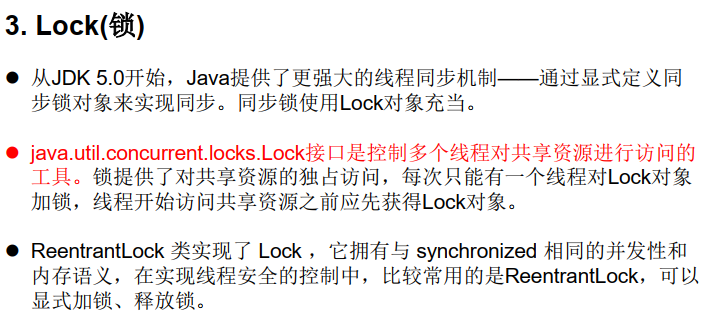 3. Lock(锁)
● 从JDK 5.0开始，Java提供了更强大的线程同步机制——通过显式定义同
步锁对象来实现同步。同步锁使用Lock对象充当。
● java.util.concurrent.locks.Lock接口是控制多个线程对共享资源进行访问的
工具。锁提供了对共享资源的独占访问，每次只能有一个线程对Lock对象
加锁，线程开始访问共享资源之前应先获得Lock对象。
● ReentrantLock 类实现了 Lock ，它拥有与 synchronized 相同的并发性和
内存语义，在实现线程安全的控制中，比较常用的是ReentrantLock，可以
显式加锁、释放锁。